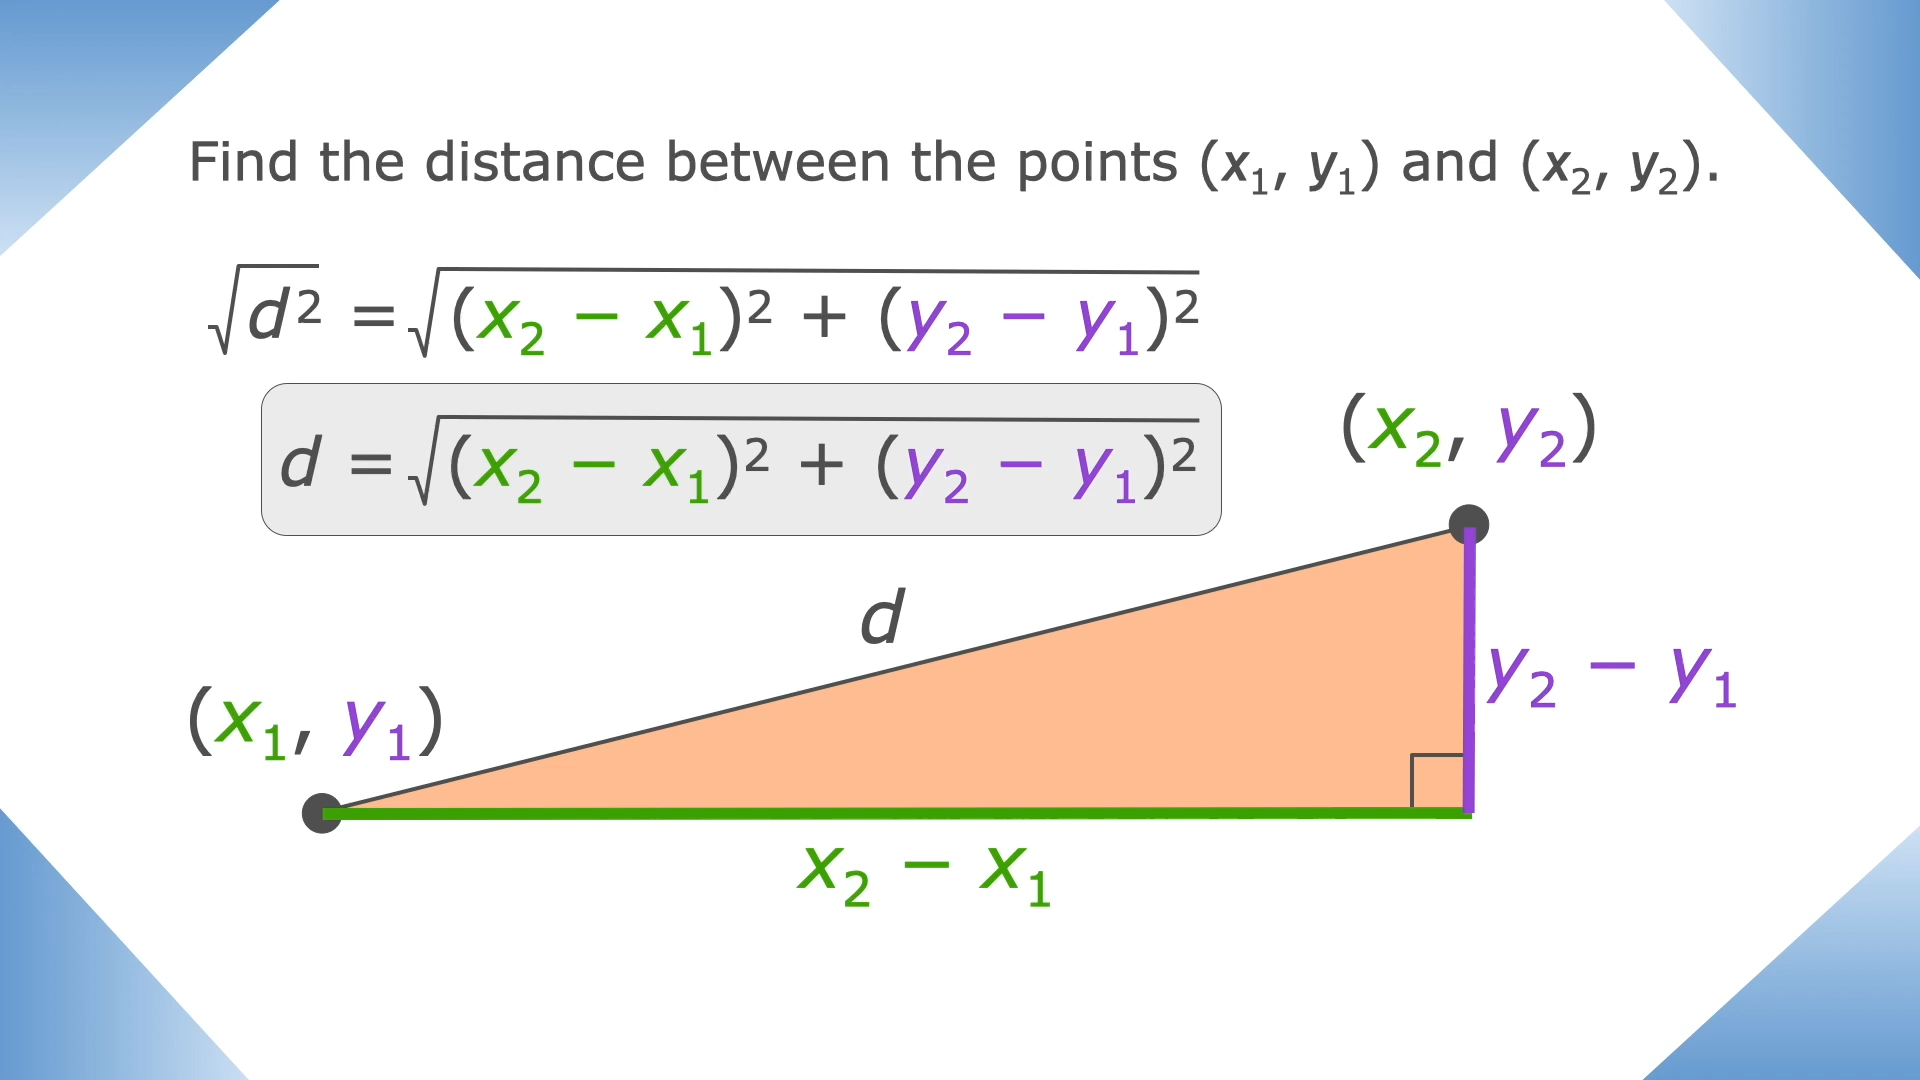 Find the distance between the points (x₁, y₁) and (x₂, y₂).
√d² = √(x₂ − x₁)² + (y₂ − y₁)²
d = √(x₂ − x₁)² + (y₂ − y₁)²
(x₂, y₂)
d
y₂ − y₁
(x₁, y₁)
x₂ − x₁